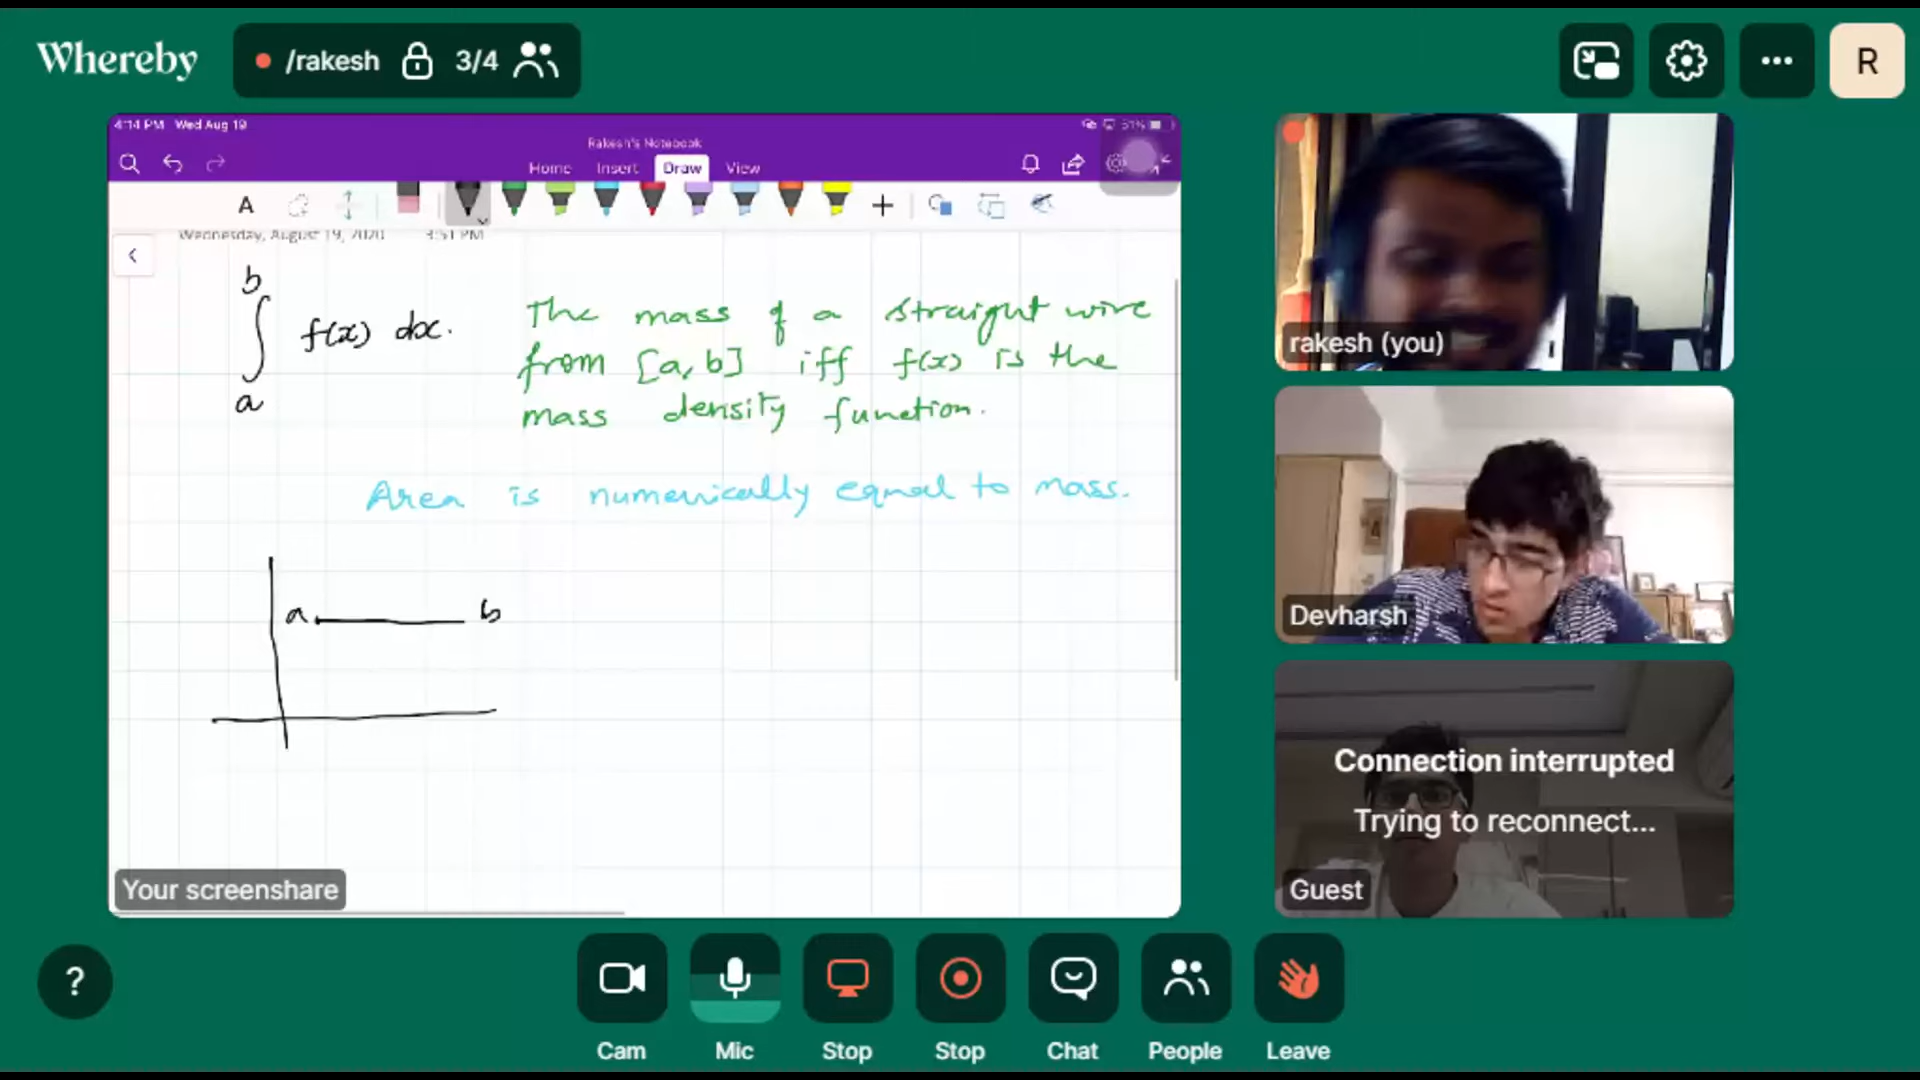 Whereby
/rakesh 3/4
R
4:14 PM Wed Aug 19
51%
Rakesh's Notebook
Home Insert Draw View
A
Wednesday, August 19, 2020 3:51 PM
b
∫ f(x) dx.
a
The mass of a straight wire
from [a, b] iff f(x) is the
mass density function.
Area is numerically equal to mass.
a b
Your screenshare
rakesh (you)
Devharsh
Connection interrupted
Trying to reconnect...
Guest
?
Cam Mic Stop Stop Chat People Leave